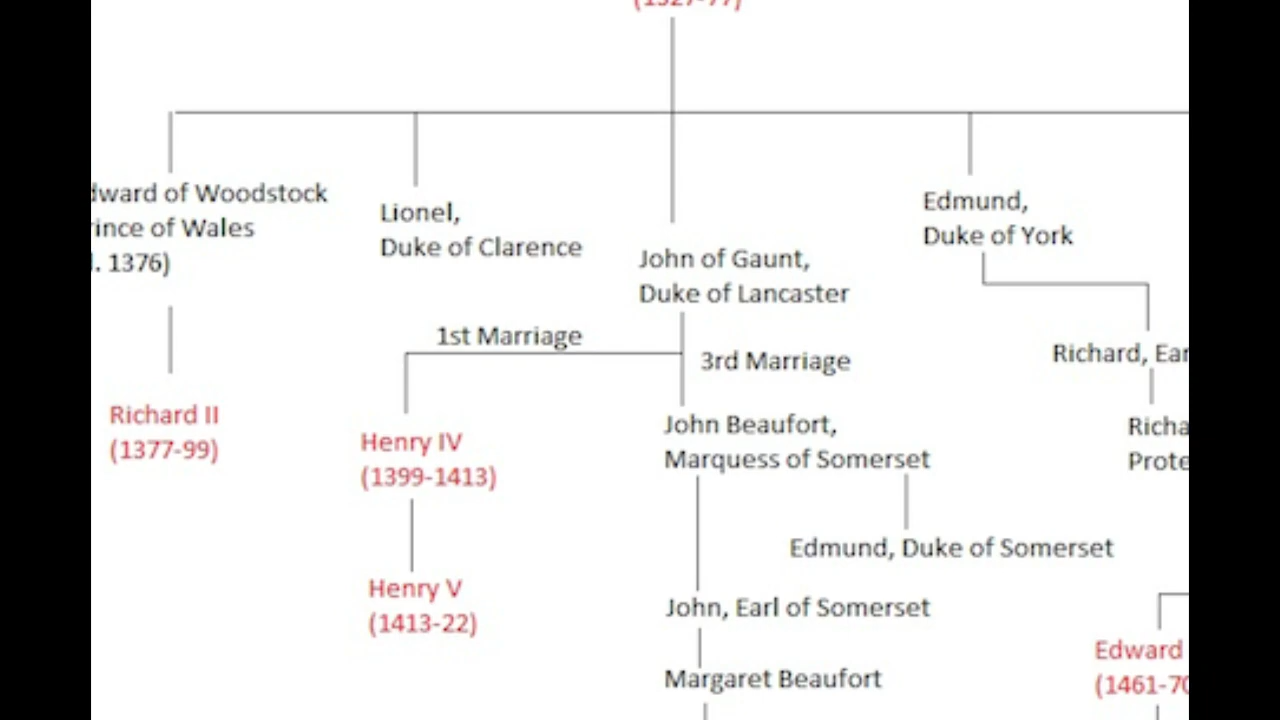 dward of Woodstock
rince of Wales
. 1376)
Lionel,
Duke of Clarence
John of Gaunt,
Duke of Lancaster
Edmund,
Duke of York
1st Marriage
3rd Marriage
Richard, Ear
Richard II
(1377-99)
Henry IV
(1399-1413)
John Beaufort,
Marquess of Somerset
Richa
Prote
Edmund, Duke of Somerset
Henry V
(1413-22)
John, Earl of Somerset
Edward
(1461-70
Margaret Beaufort